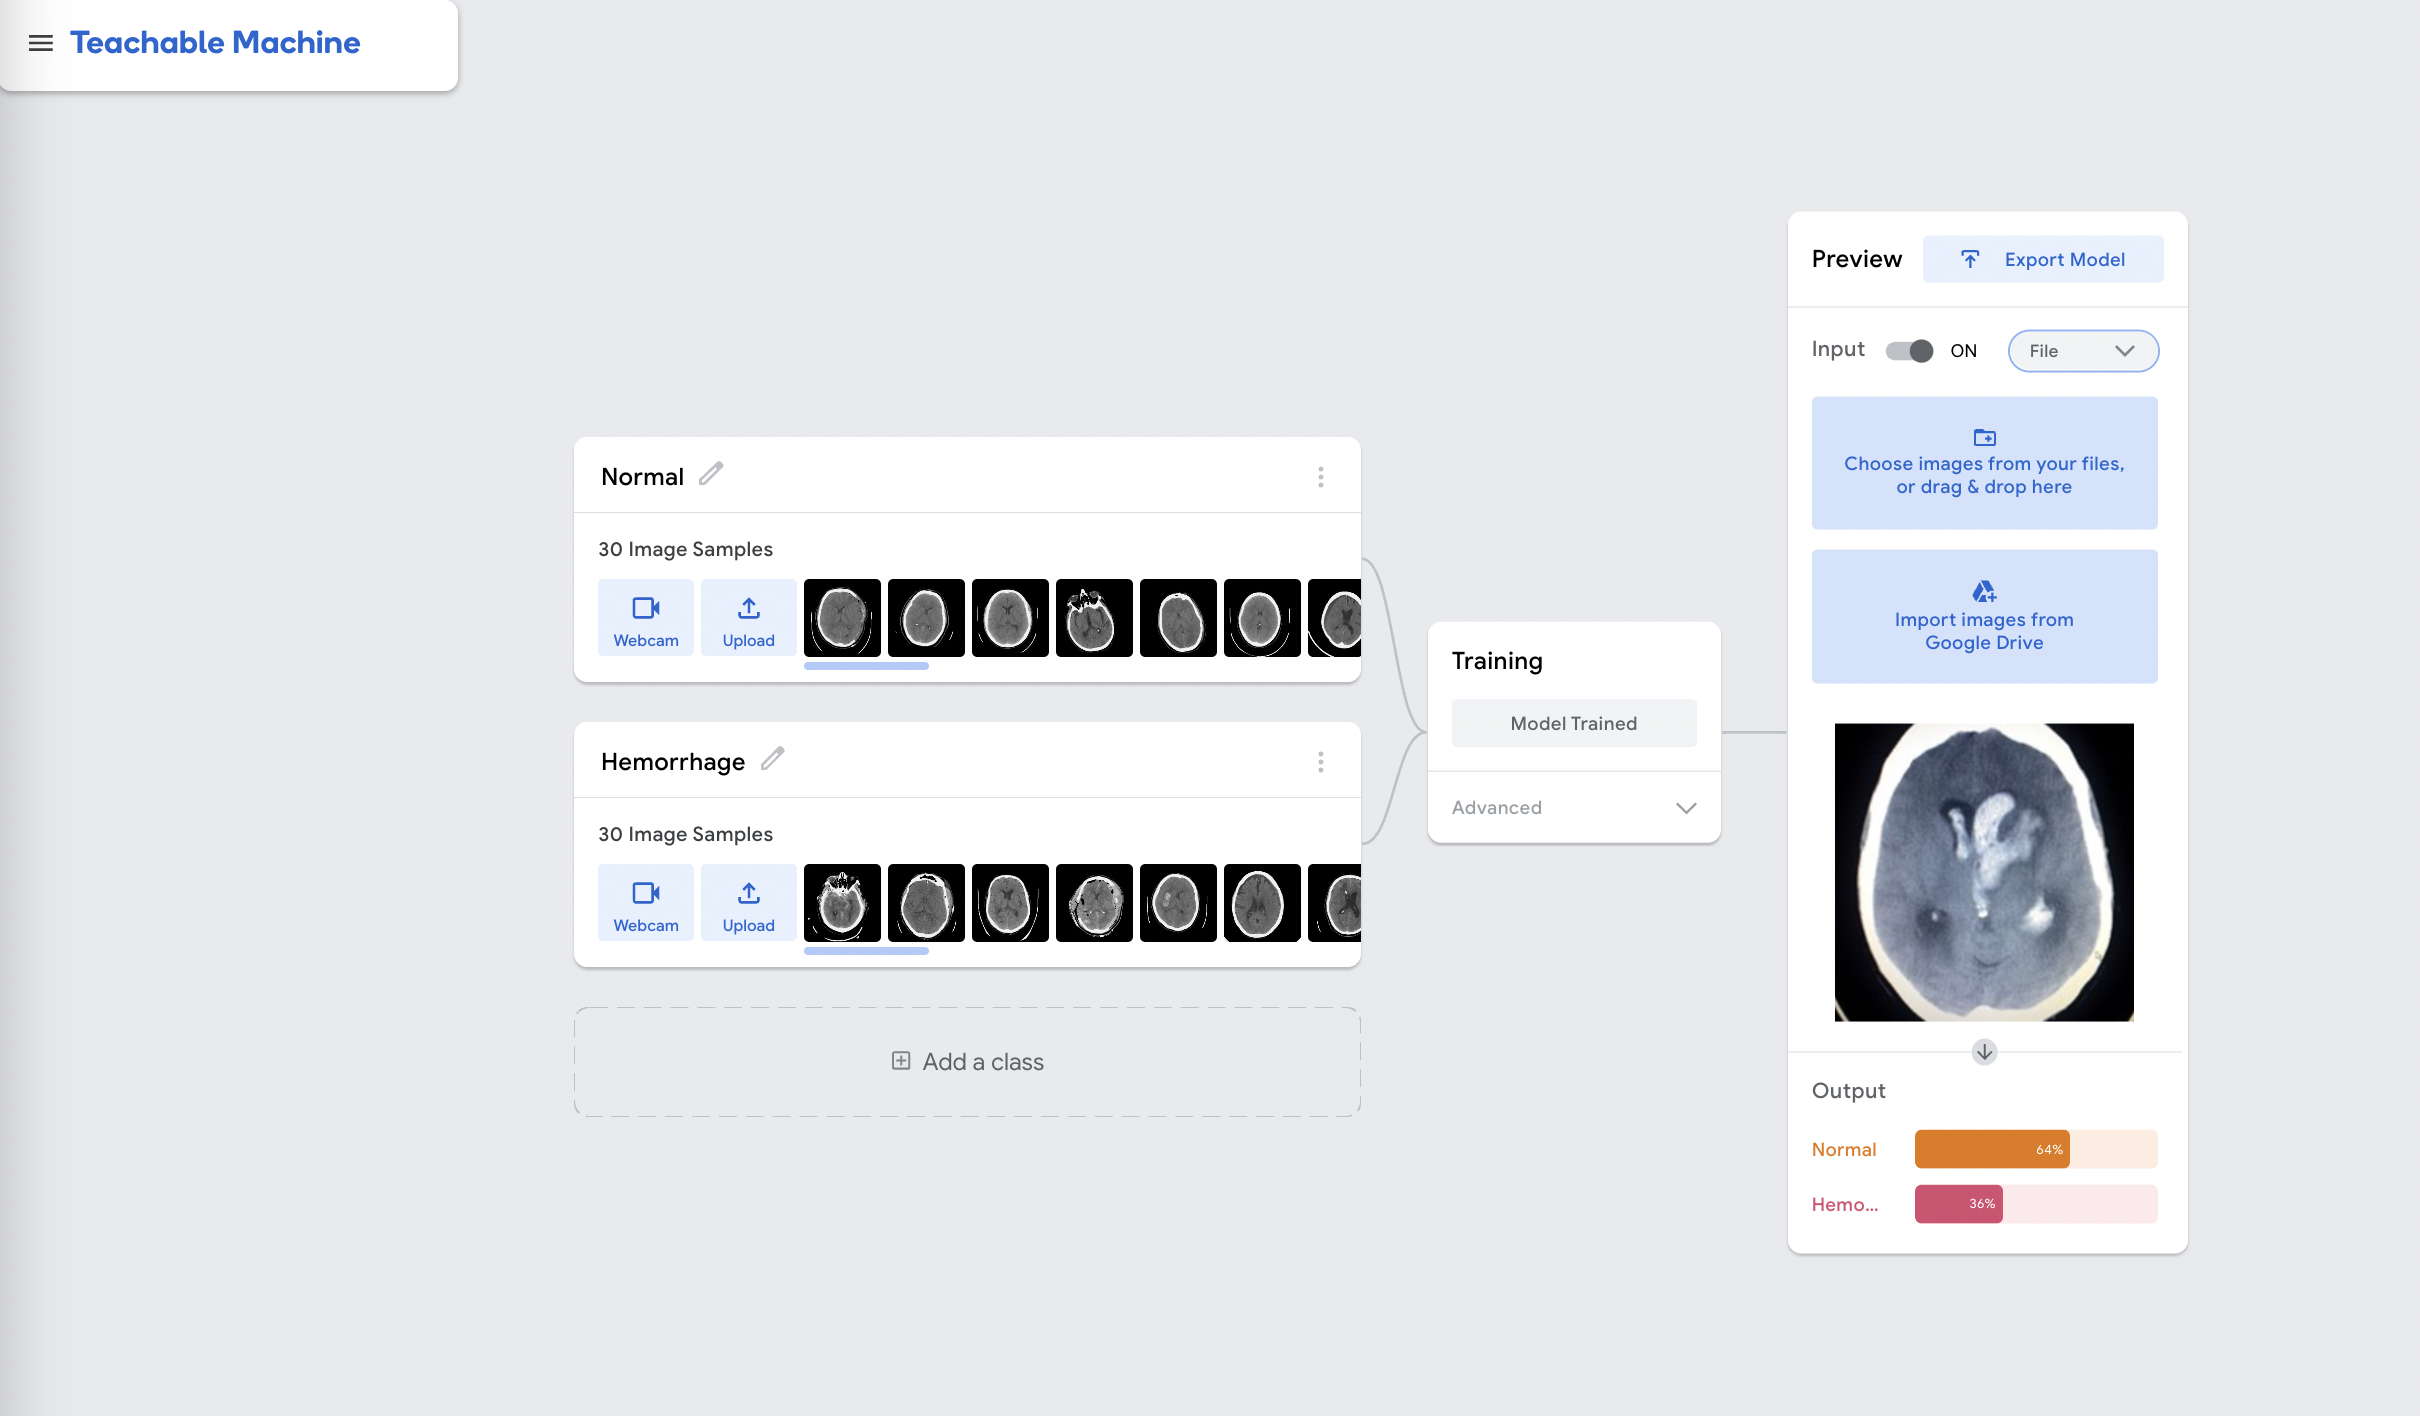 Teachable Machine
Normal
30 Image Samples
Webcam
Upload
Hemorrhage
30 Image Samples
Webcam
Upload
Add a class
Training
Model Trained
Advanced
Preview
Export Model
Input
ON
File
Choose images from your files,
or drag & drop here
Import images from
Google Drive
Output
Normal
64%
Hemo...
36%